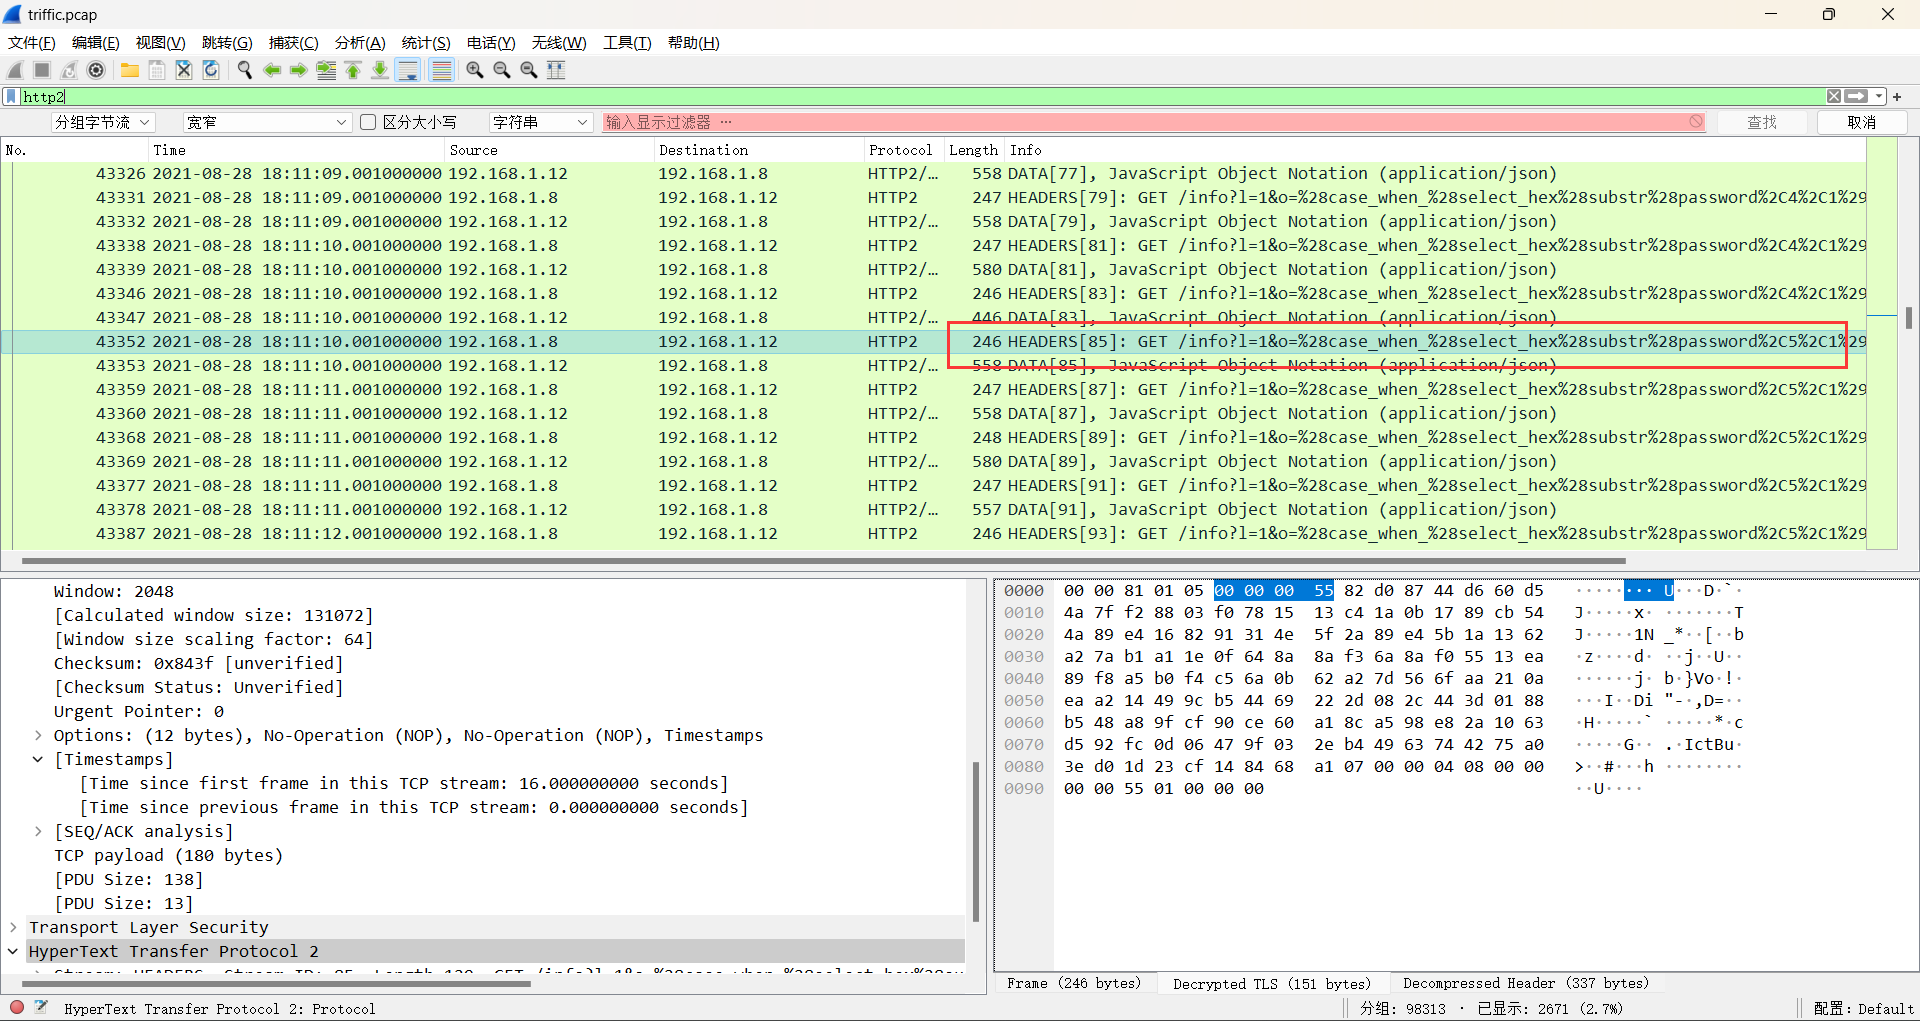 triffic.pcap
文件(F) 编辑(E) 视图(V) 跳转(G) 捕获(C) 分析(A) 统计(S) 电话(Y) 无线(W) 工具(T) 帮助(H)
http2
分组字节流 宽窄 区分大小写 字符串 输入显示过滤器 … 查找 取消
No. Time Source Destination Protocol Length Info
43326 2021-08-28 18:11:09.001000000 192.168.1.12 192.168.1.8 HTTP2/… 558 DATA[77], JavaScript Object Notation (application/json)
43331 2021-08-28 18:11:09.001000000 192.168.1.8 192.168.1.12 HTTP2 247 HEADERS[79]: GET /info?l=1&o=%28case_when_%28select_hex%28substr%28password%2C4%2C1%29
43332 2021-08-28 18:11:09.001000000 192.168.1.12 192.168.1.8 HTTP2/… 558 DATA[79], JavaScript Object Notation (application/json)
43338 2021-08-28 18:11:10.001000000 192.168.1.8 192.168.1.12 HTTP2 247 HEADERS[81]: GET /info?l=1&o=%28case_when_%28select_hex%28substr%28password%2C4%2C1%29
43339 2021-08-28 18:11:10.001000000 192.168.1.12 192.168.1.8 HTTP2/… 580 DATA[81], JavaScript Object Notation (application/json)
43346 2021-08-28 18:11:10.001000000 192.168.1.8 192.168.1.12 HTTP2 246 HEADERS[83]: GET /info?l=1&o=%28case_when_%28select_hex%28substr%28password%2C4%2C1%29
43347 2021-08-28 18:11:10.001000000 192.168.1.12 192.168.1.8 HTTP2/… 446 DATA[83], JavaScript Object Notation (application/json)
43352 2021-08-28 18:11:10.001000000 192.168.1.8 192.168.1.12 HTTP2 246 HEADERS[85]: GET /info?l=1&o=%28case_when_%28select_hex%28substr%28password%2C5%2C1%29
43353 2021-08-28 18:11:10.001000000 192.168.1.12 192.168.1.8 HTTP2/… 558 DATA[85], JavaScript Object Notation (application/json)
43359 2021-08-28 18:11:11.001000000 192.168.1.8 192.168.1.12 HTTP2 247 HEADERS[87]: GET /info?l=1&o=%28case_when_%28select_hex%28substr%28password%2C5%2C1%29
43360 2021-08-28 18:11:11.001000000 192.168.1.12 192.168.1.8 HTTP2/… 558 DATA[87], JavaScript Object Notation (application/json)
43368 2021-08-28 18:11:11.001000000 192.168.1.8 192.168.1.12 HTTP2 248 HEADERS[89]: GET /info?l=1&o=%28case_when_%28select_hex%28substr%28password%2C5%2C1%29
43369 2021-08-28 18:11:11.001000000 192.168.1.12 192.168.1.8 HTTP2/… 580 DATA[89], JavaScript Object Notation (application/json)
43377 2021-08-28 18:11:11.001000000 192.168.1.8 192.168.1.12 HTTP2 247 HEADERS[91]: GET /info?l=1&o=%28case_when_%28select_hex%28substr%28password%2C5%2C1%29
43378 2021-08-28 18:11:11.001000000 192.168.1.12 192.168.1.8 HTTP2/… 557 DATA[91], JavaScript Object Notation (application/json)
43387 2021-08-28 18:11:12.001000000 192.168.1.8 192.168.1.12 HTTP2 246 HEADERS[93]: GET /info?l=1&o=%28case_when_%28select_hex%28substr%28password%2C5%2C1%29
Window: 2048
[Calculated window size: 131072]
[Window size scaling factor: 64]
Checksum: 0x843f [unverified]
[Checksum Status: Unverified]
Urgent Pointer: 0
Options: (12 bytes), No-Operation (NOP), No-Operation (NOP), Timestamps
[Timestamps]
[Time since first frame in this TCP stream: 16.000000000 seconds]
[Time since previous frame in this TCP stream: 0.000000000 seconds]
[SEQ/ACK analysis]
TCP payload (180 bytes)
[PDU Size: 138]
[PDU Size: 13]
Transport Layer Security
HyperText Transfer Protocol 2
0000 00 00 81 01 05 00 00 00 55 82 d0 87 44 d6 60 d5 ········U···D·`·
0010 4a 7f f2 88 03 f0 78 15 13 c4 1a 0b 17 89 cb 54 J·····x· ·······T
0020 4a 89 e4 16 82 91 31 4e 5f 2a 89 e4 5b 1a 13 62 J·····1N _*··[··b
0030 a2 7a b1 a1 1e 0f 64 8a 8a f3 6a 8a f0 55 13 ea ·z····d· ··j··U··
0040 89 f8 a5 b0 f4 c5 6a 0b 62 a2 7d 56 6f aa 21 0a ······j· b·}Vo·!·
0050 ea a2 14 49 9c b5 44 69 22 2d 08 2c 44 3d 01 88 ···I··Di "-·,D=··
0060 b5 48 a8 9f cf 90 ce 60 a1 8c a5 98 e8 2a 10 63 ·H·····` ·····*·c
0070 d5 92 fc 0d 06 47 9f 03 2e b4 49 63 74 42 75 a0 ·····G·· .·IctBu·
0080 3e d0 1d 23 cf 14 84 68 a1 07 00 00 04 08 00 00 >··#···h ········
0090 00 00 55 01 00 00 00 ··U····
Frame (246 bytes) Decrypted TLS (151 bytes) Decompressed Header (337 bytes)
HyperText Transfer Protocol 2: Protocol 分组: 98313 · 已显示: 2671 (2.7%) 配置: Default